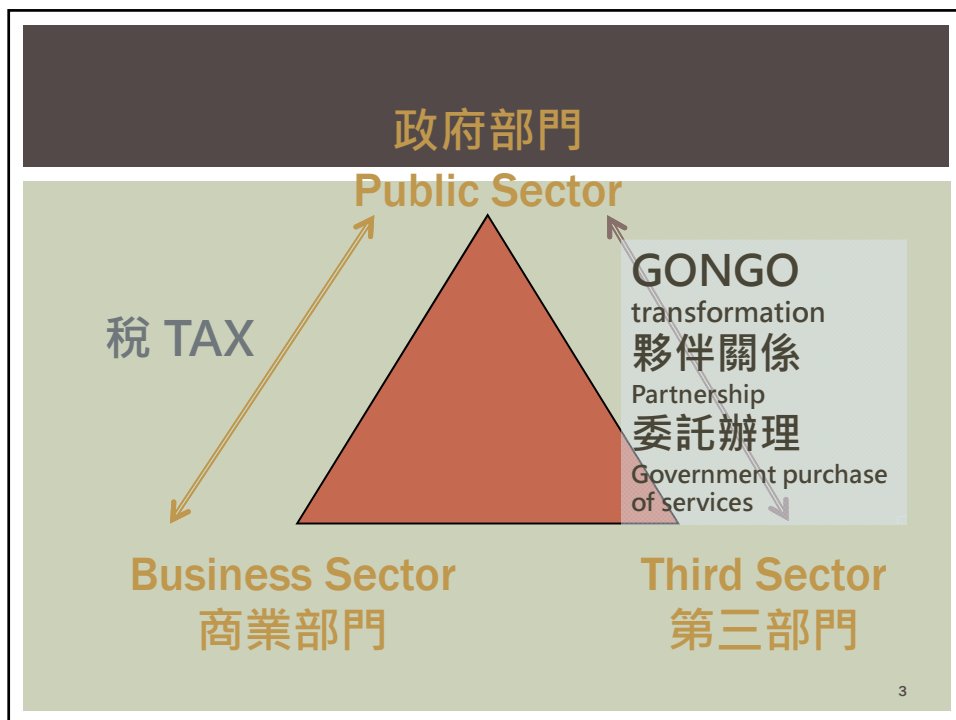 政府部門
Public Sector
稅 TAX
GONGO
transformation
夥伴關係
Partnership
委託辦理
Government purchase
of services
Business Sector
商業部門
Third Sector
第三部門
3